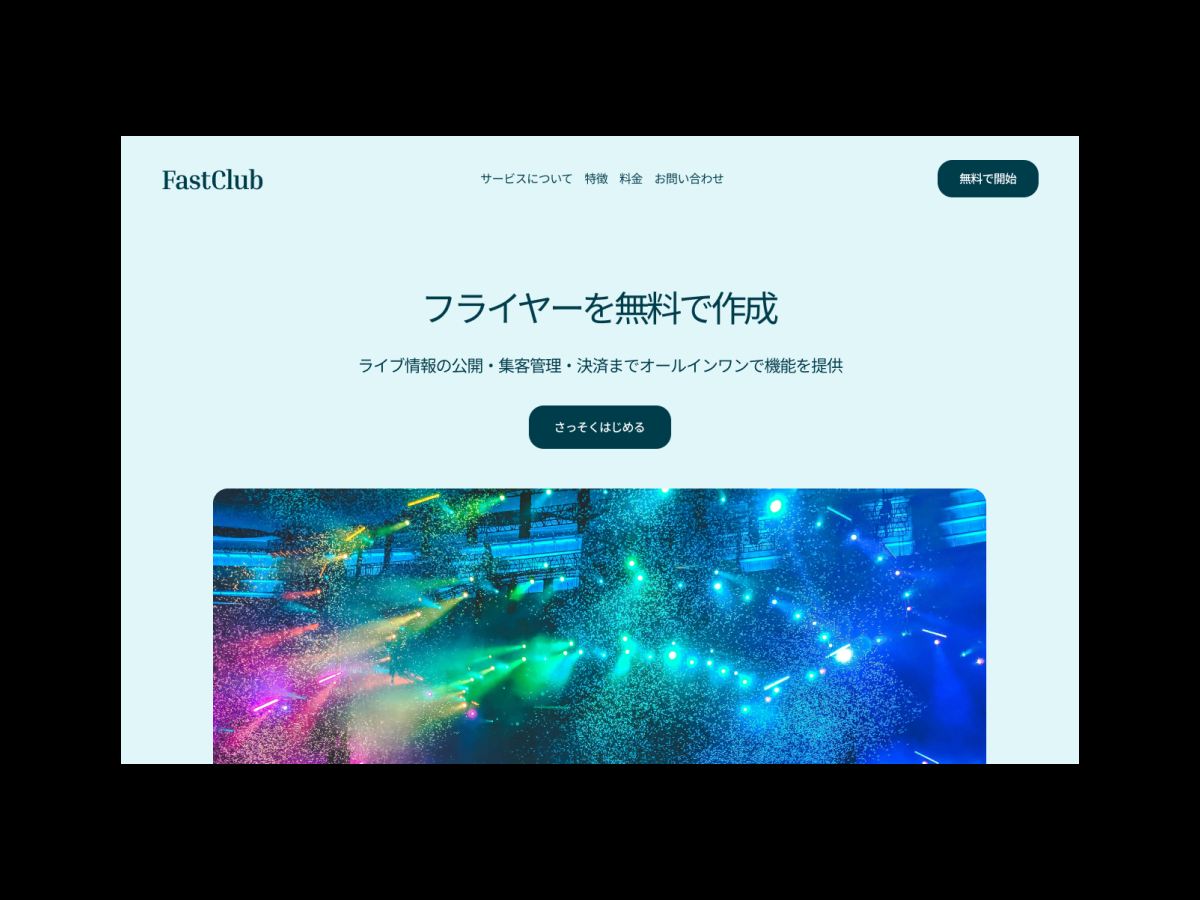 FastClub
サービスについて 特徴 料金 お問い合わせ
無料で開始
フライヤーを無料で作成
ライブ情報の公開・集客管理・決済までオールインワンで機能を提供
さっそくはじめる